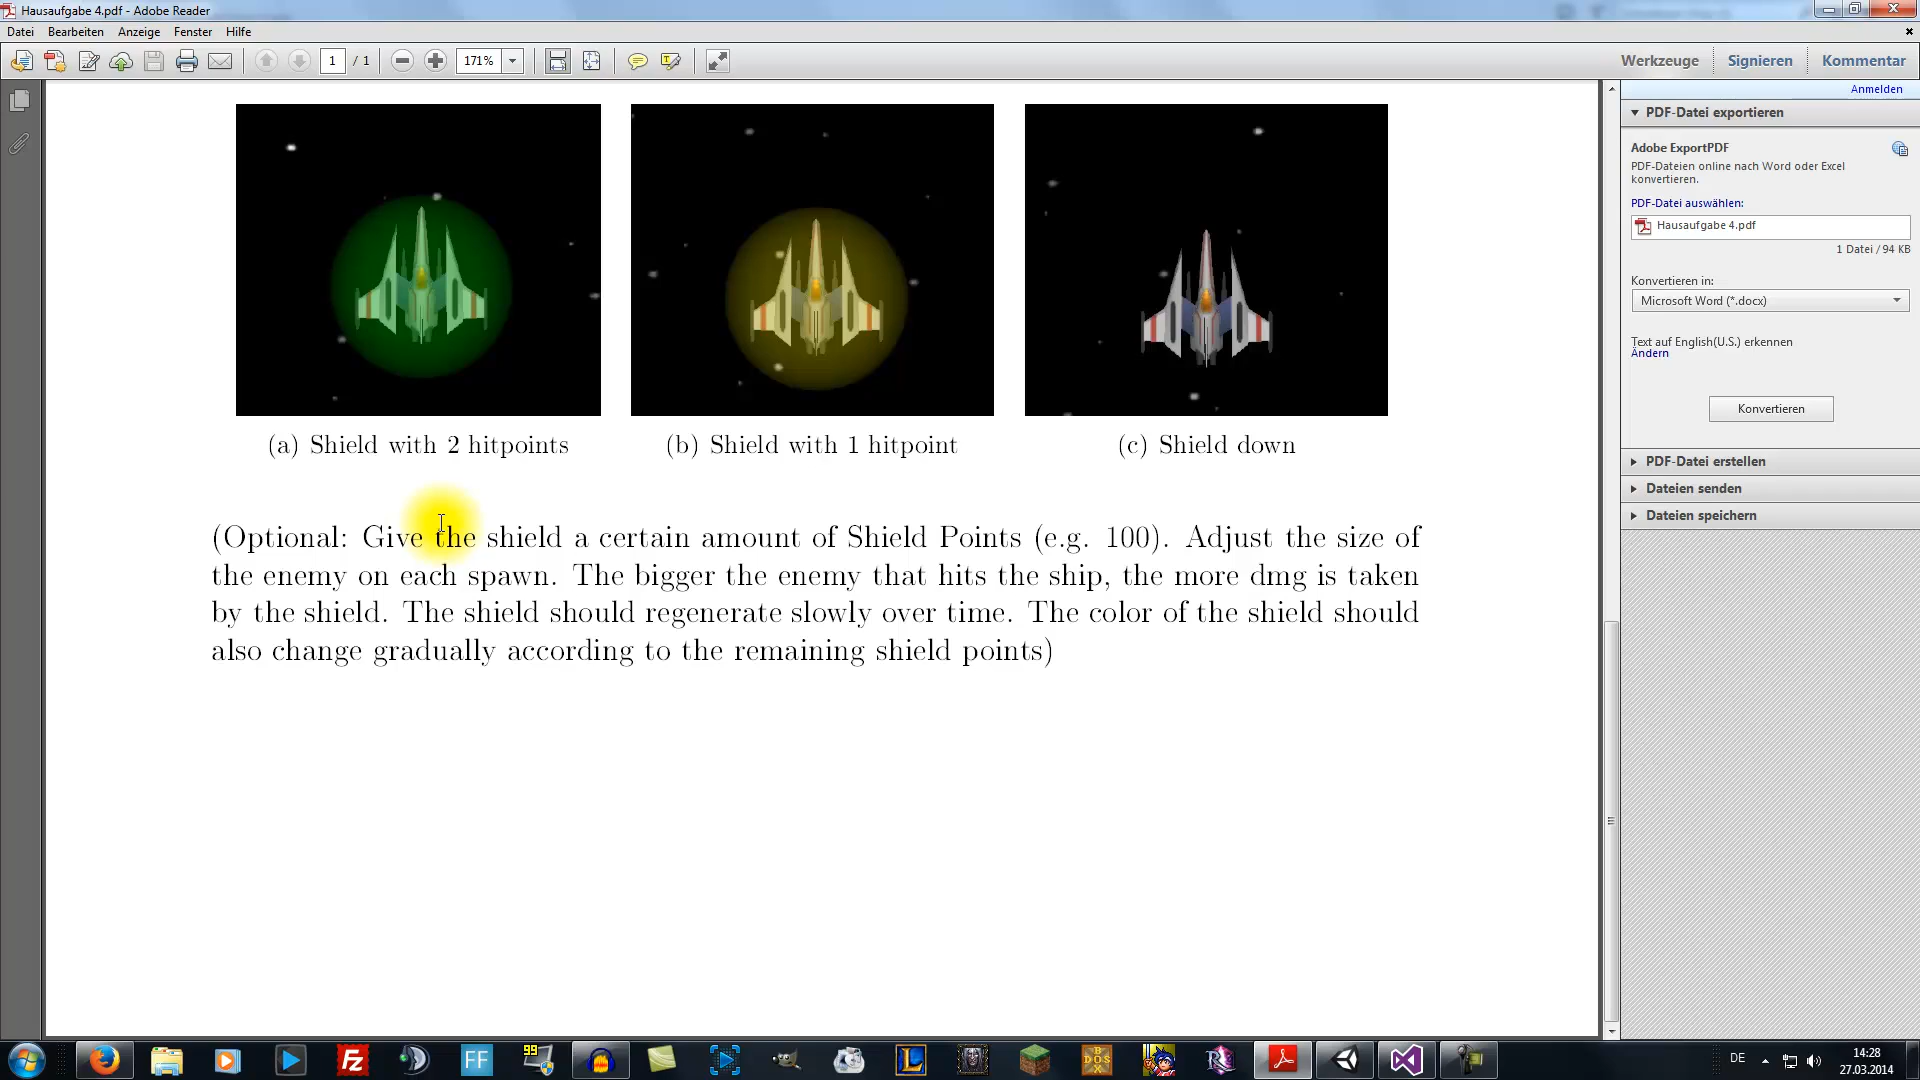 Hausaufgabe 4.pdf - Adobe Reader
Datei Bearbeiten Anzeige Fenster Hilfe
1 / 1 171% Werkzeuge Signieren Kommentar
Anmelden
PDF-Datei exportieren
Adobe ExportPDF
PDF-Dateien online nach Word oder Excel
konvertieren.
PDF-Datei auswählen:
Hausaufgabe 4.pdf
1 Datei / 94 KB
Konvertieren in:
Microsoft Word (*.docx)
Text auf English(U.S.) erkennen
Ändern
Konvertieren
PDF-Datei erstellen
Dateien senden
Dateien speichern
(a) Shield with 2 hitpoints (b) Shield with 1 hitpoint (c) Shield down
(Optional: Give the shield a certain amount of Shield Points (e.g. 100). Adjust the size of
the enemy on each spawn. The bigger the enemy that hits the ship, the more dmg is taken
by the shield. The shield should regenerate slowly over time. The color of the shield should
also change gradually according to the remaining shield points)
Fz FF 99 L DOS DE 14:28
27.03.2014